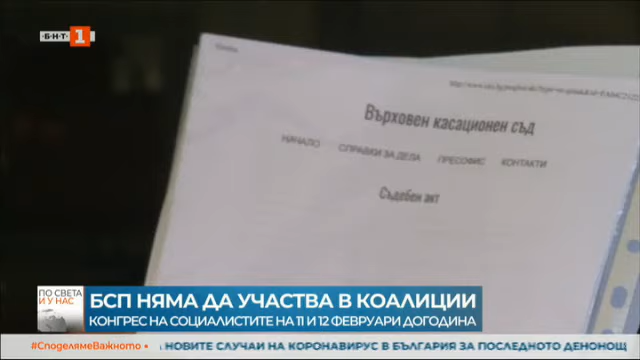 БНТ 1
Върховен касационен съд
НАЧАЛО СПРАВКИ ЗА ДЕЛА ПРЕСОФИС КОНТАКТИ
Съдебен акт
ПО СВЕТА И У НАС
БСП НЯМА ДА УЧАСТВА В КОАЛИЦИИ
КОНГРЕС НА СОЦИАЛИСТИТЕ НА 11 И 12 ФЕВРУАРИ ДОГОДИНА
#СподелямеВажното НОВИТЕ СЛУЧАИ НА КОРОНАВИРУС В БЪЛГАРИЯ ЗА ПОСЛЕДНОТО ДЕНОНОЩ